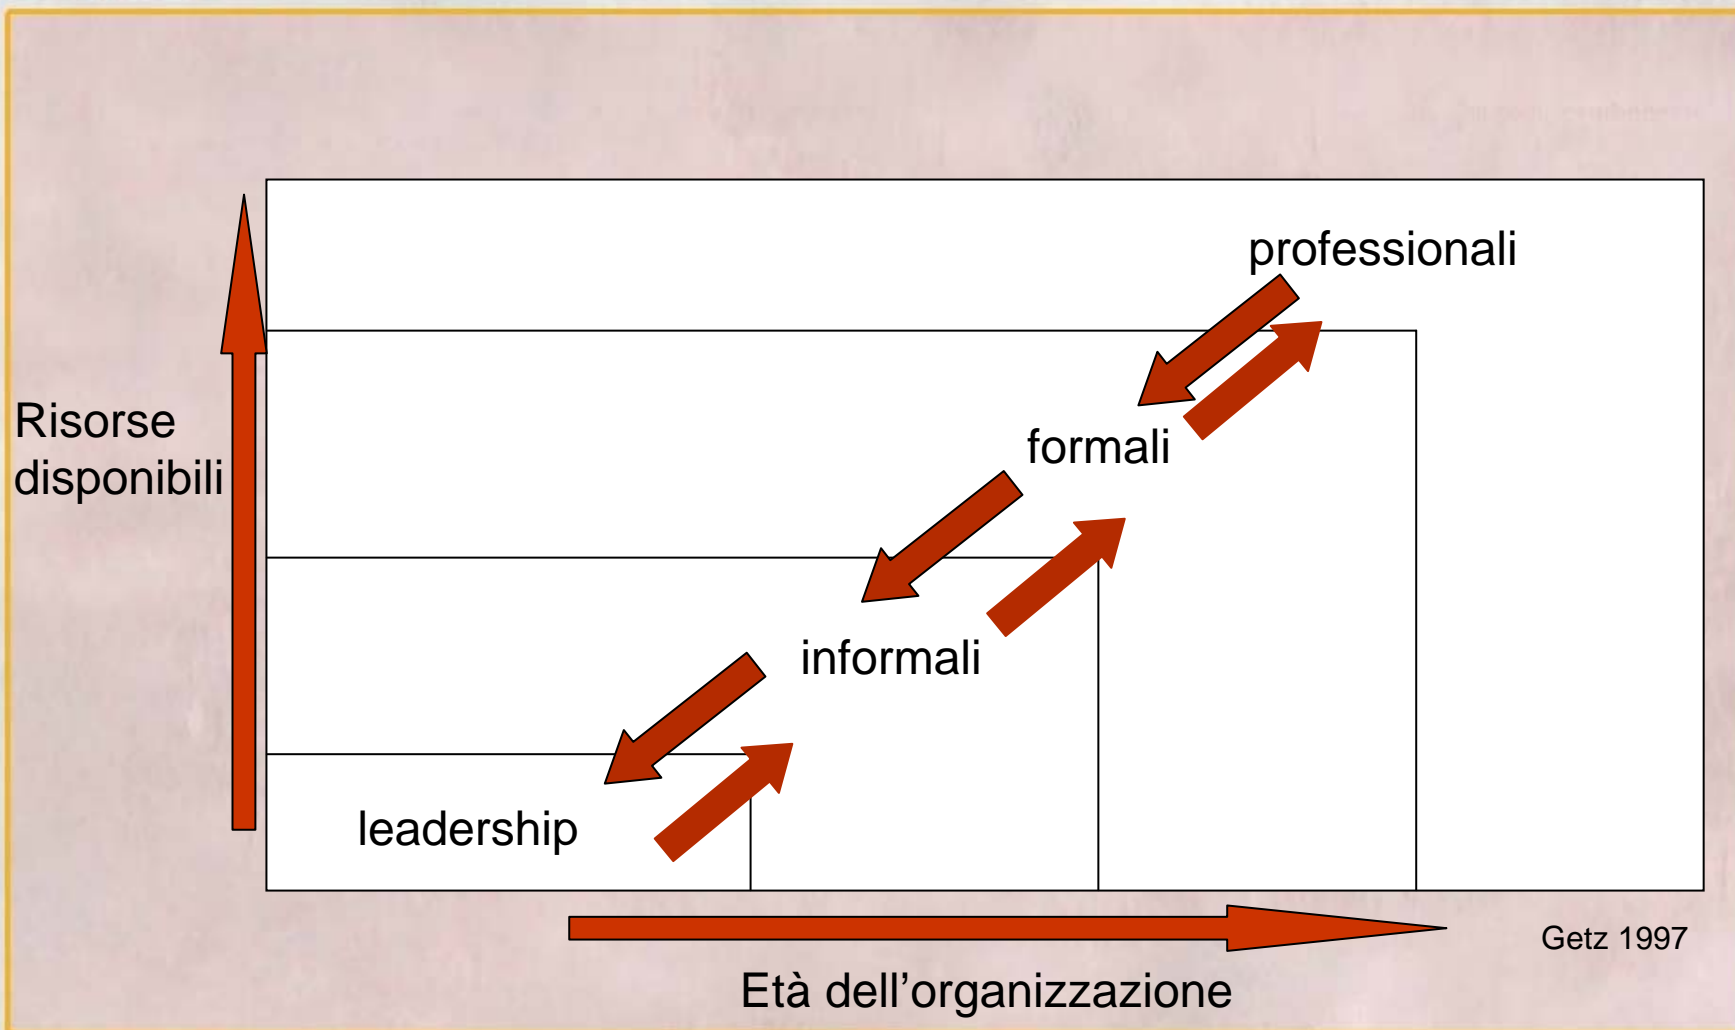 professionali
Risorse
disponibili
formali
informali
leadership
Getz 1997
Età dell’organizzazione